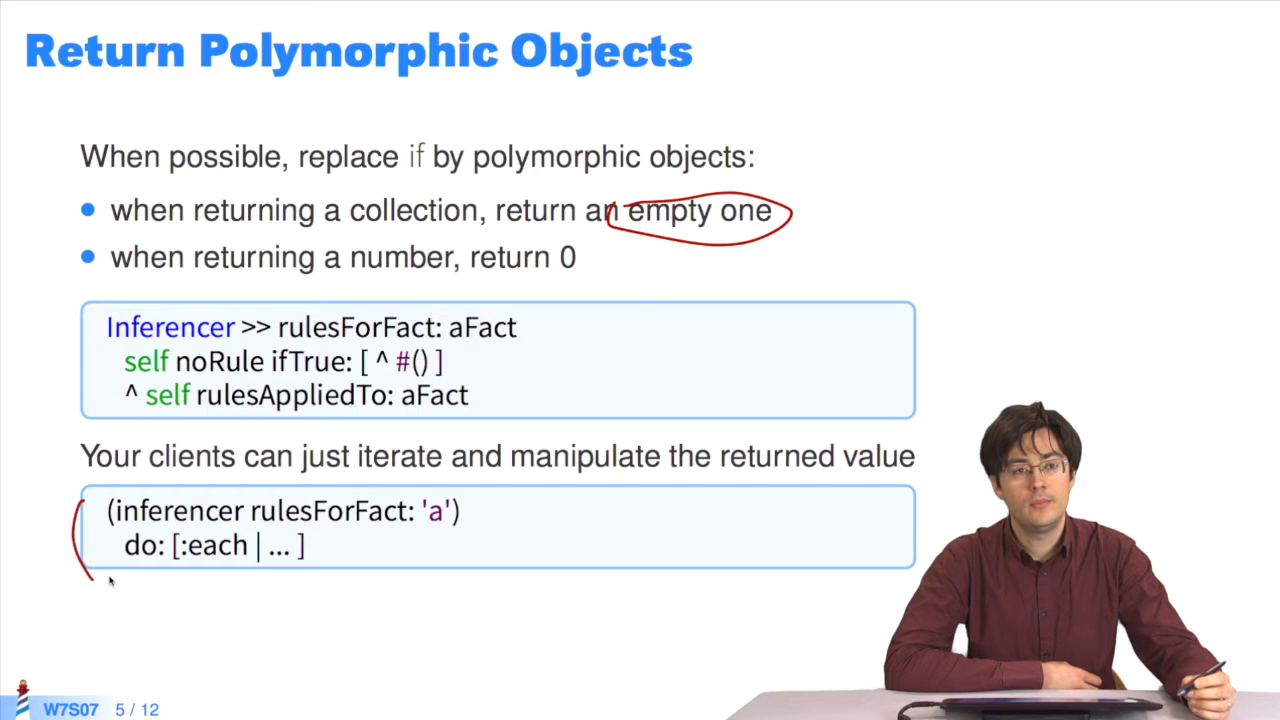 Return Polymorphic Objects
When possible, replace if by polymorphic objects:
when returning a collection, return an empty one
when returning a number, return 0
Inferencer >> rulesForFact: aFact
self noRule ifTrue: [ ^ #() ]
^ self rulesAppliedTo: aFact
Your clients can just iterate and manipulate the returned value
(inferencer rulesForFact: 'a')
do: [:each | ... ]
W7S07 5 / 12